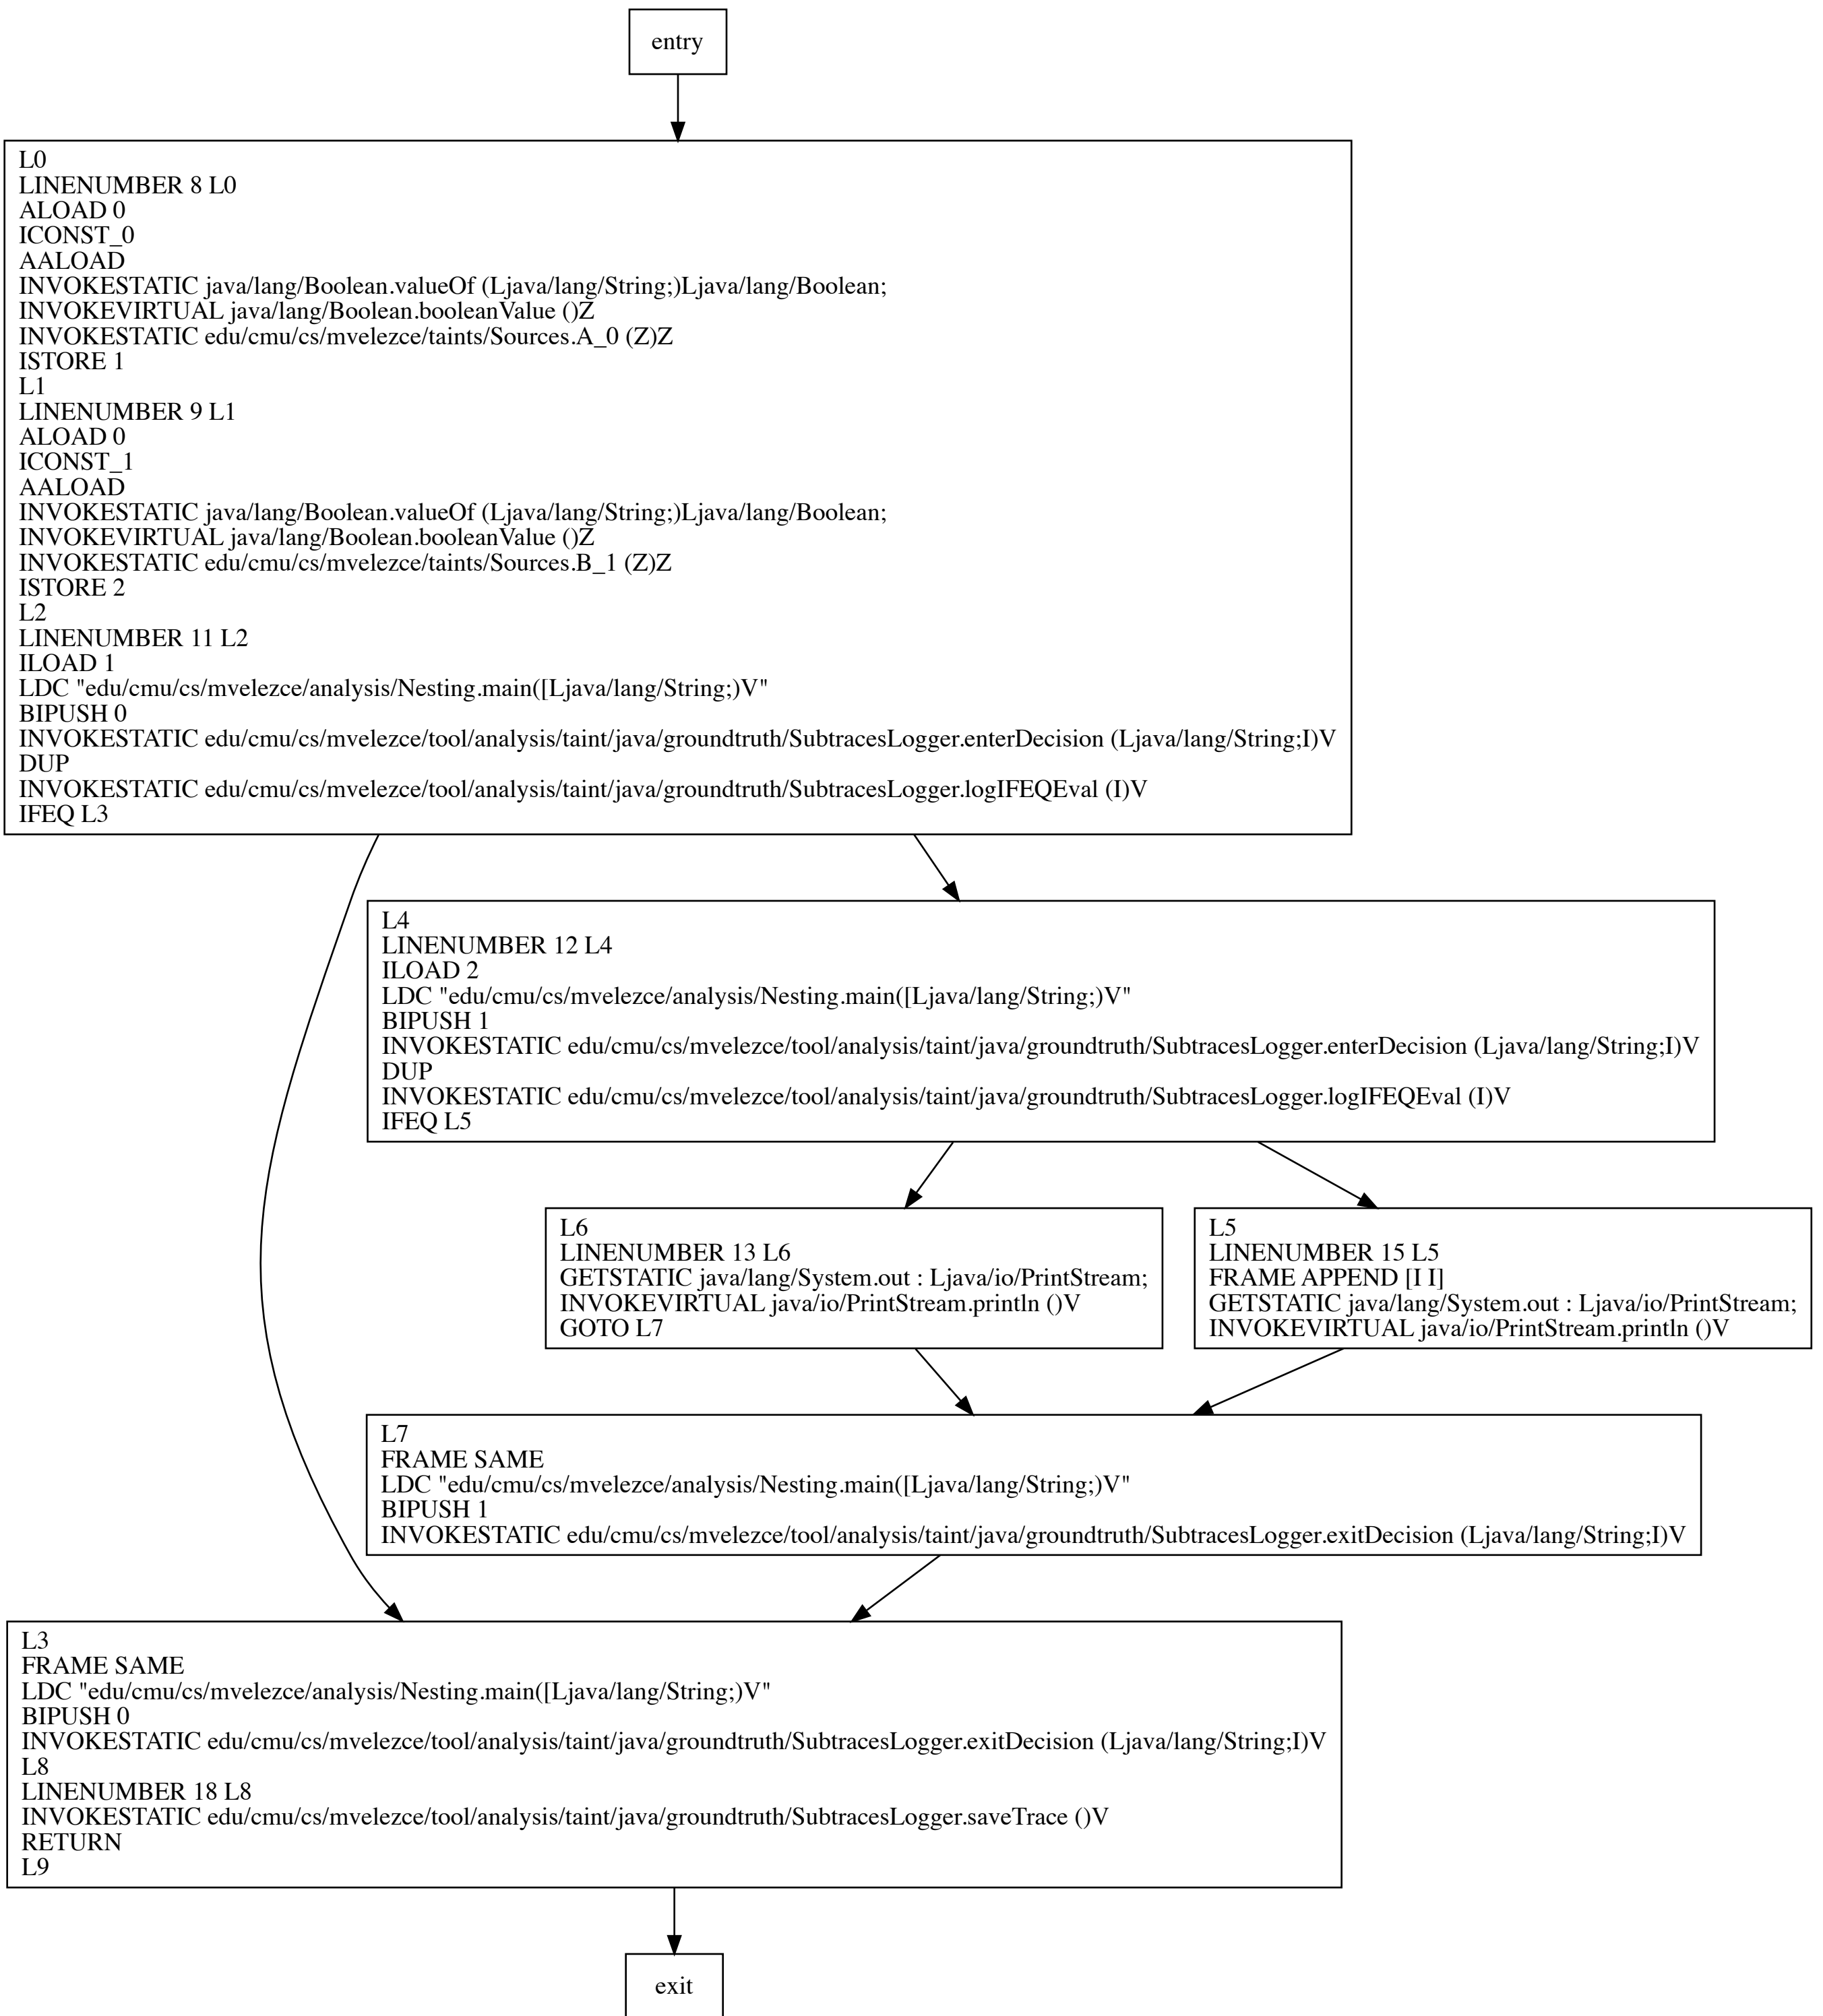 entry
L0
LINENUMBER 8 L0
ALOAD 0
ICONST_0
AALOAD
INVOKESTATIC java/lang/Boolean.valueOf (Ljava/lang/String;)Ljava/lang/Boolean;
INVOKEVIRTUAL java/lang/Boolean.booleanValue ()Z
INVOKESTATIC edu/cmu/cs/mvelezce/taints/Sources.A_0 (Z)Z
ISTORE 1
L1
LINENUMBER 9 L1
ALOAD 0
ICONST_1
AALOAD
INVOKESTATIC java/lang/Boolean.valueOf (Ljava/lang/String;)Ljava/lang/Boolean;
INVOKEVIRTUAL java/lang/Boolean.booleanValue ()Z
INVOKESTATIC edu/cmu/cs/mvelezce/taints/Sources.B_1 (Z)Z
ISTORE 2
L2
LINENUMBER 11 L2
ILOAD 1
LDC "edu/cmu/cs/mvelezce/analysis/Nesting.main([Ljava/lang/String;)V"
BIPUSH 0
INVOKESTATIC edu/cmu/cs/mvelezce/tool/analysis/taint/java/groundtruth/SubtracesLogger.enterDecision (Ljava/lang/String;I)V
DUP
INVOKESTATIC edu/cmu/cs/mvelezce/tool/analysis/taint/java/groundtruth/SubtracesLogger.logIFEQEval (I)V
IFEQ L3
L4
LINENUMBER 12 L4
ILOAD 2
LDC "edu/cmu/cs/mvelezce/analysis/Nesting.main([Ljava/lang/String;)V"
BIPUSH 1
INVOKESTATIC edu/cmu/cs/mvelezce/tool/analysis/taint/java/groundtruth/SubtracesLogger.enterDecision (Ljava/lang/String;I)V
DUP
INVOKESTATIC edu/cmu/cs/mvelezce/tool/analysis/taint/java/groundtruth/SubtracesLogger.logIFEQEval (I)V
IFEQ L5
L6
LINENUMBER 13 L6
GETSTATIC java/lang/System.out : Ljava/io/PrintStream;
INVOKEVIRTUAL java/io/PrintStream.println ()V
GOTO L7
L5
LINENUMBER 15 L5
FRAME APPEND [I I]
GETSTATIC java/lang/System.out : Ljava/io/PrintStream;
INVOKEVIRTUAL java/io/PrintStream.println ()V
L7
FRAME SAME
LDC "edu/cmu/cs/mvelezce/analysis/Nesting.main([Ljava/lang/String;)V"
BIPUSH 1
INVOKESTATIC edu/cmu/cs/mvelezce/tool/analysis/taint/java/groundtruth/SubtracesLogger.exitDecision (Ljava/lang/String;I)V
L3
FRAME SAME
LDC "edu/cmu/cs/mvelezce/analysis/Nesting.main([Ljava/lang/String;)V"
BIPUSH 0
INVOKESTATIC edu/cmu/cs/mvelezce/tool/analysis/taint/java/groundtruth/SubtracesLogger.exitDecision (Ljava/lang/String;I)V
L8
LINENUMBER 18 L8
INVOKESTATIC edu/cmu/cs/mvelezce/tool/analysis/taint/java/groundtruth/SubtracesLogger.saveTrace ()V
RETURN
L9
exit